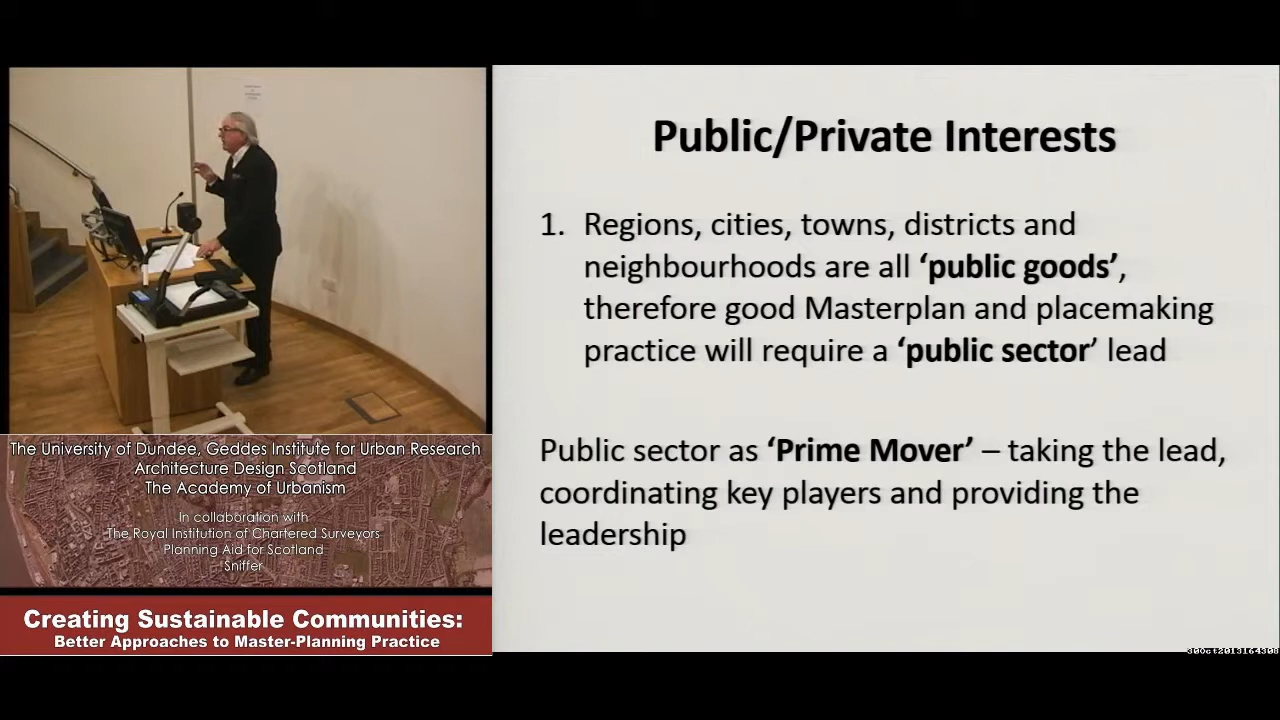 The University of Dundee, Geddes Institute for Urban Research
Architecture Design Scotland
The Academy of Urbanism
In collaboration with
The Royal Institution of Chartered Surveyors
Planning Aid for Scotland
Sniffer
Creating Sustainable Communities:
Better Approaches to Master-Planning Practice
Public/Private Interests
1. Regions, cities, towns, districts and
neighbourhoods are all ‘public goods’,
therefore good Masterplan and placemaking
practice will require a ‘public sector’ lead
Public sector as ‘Prime Mover’ – taking the lead,
coordinating key players and providing the
leadership